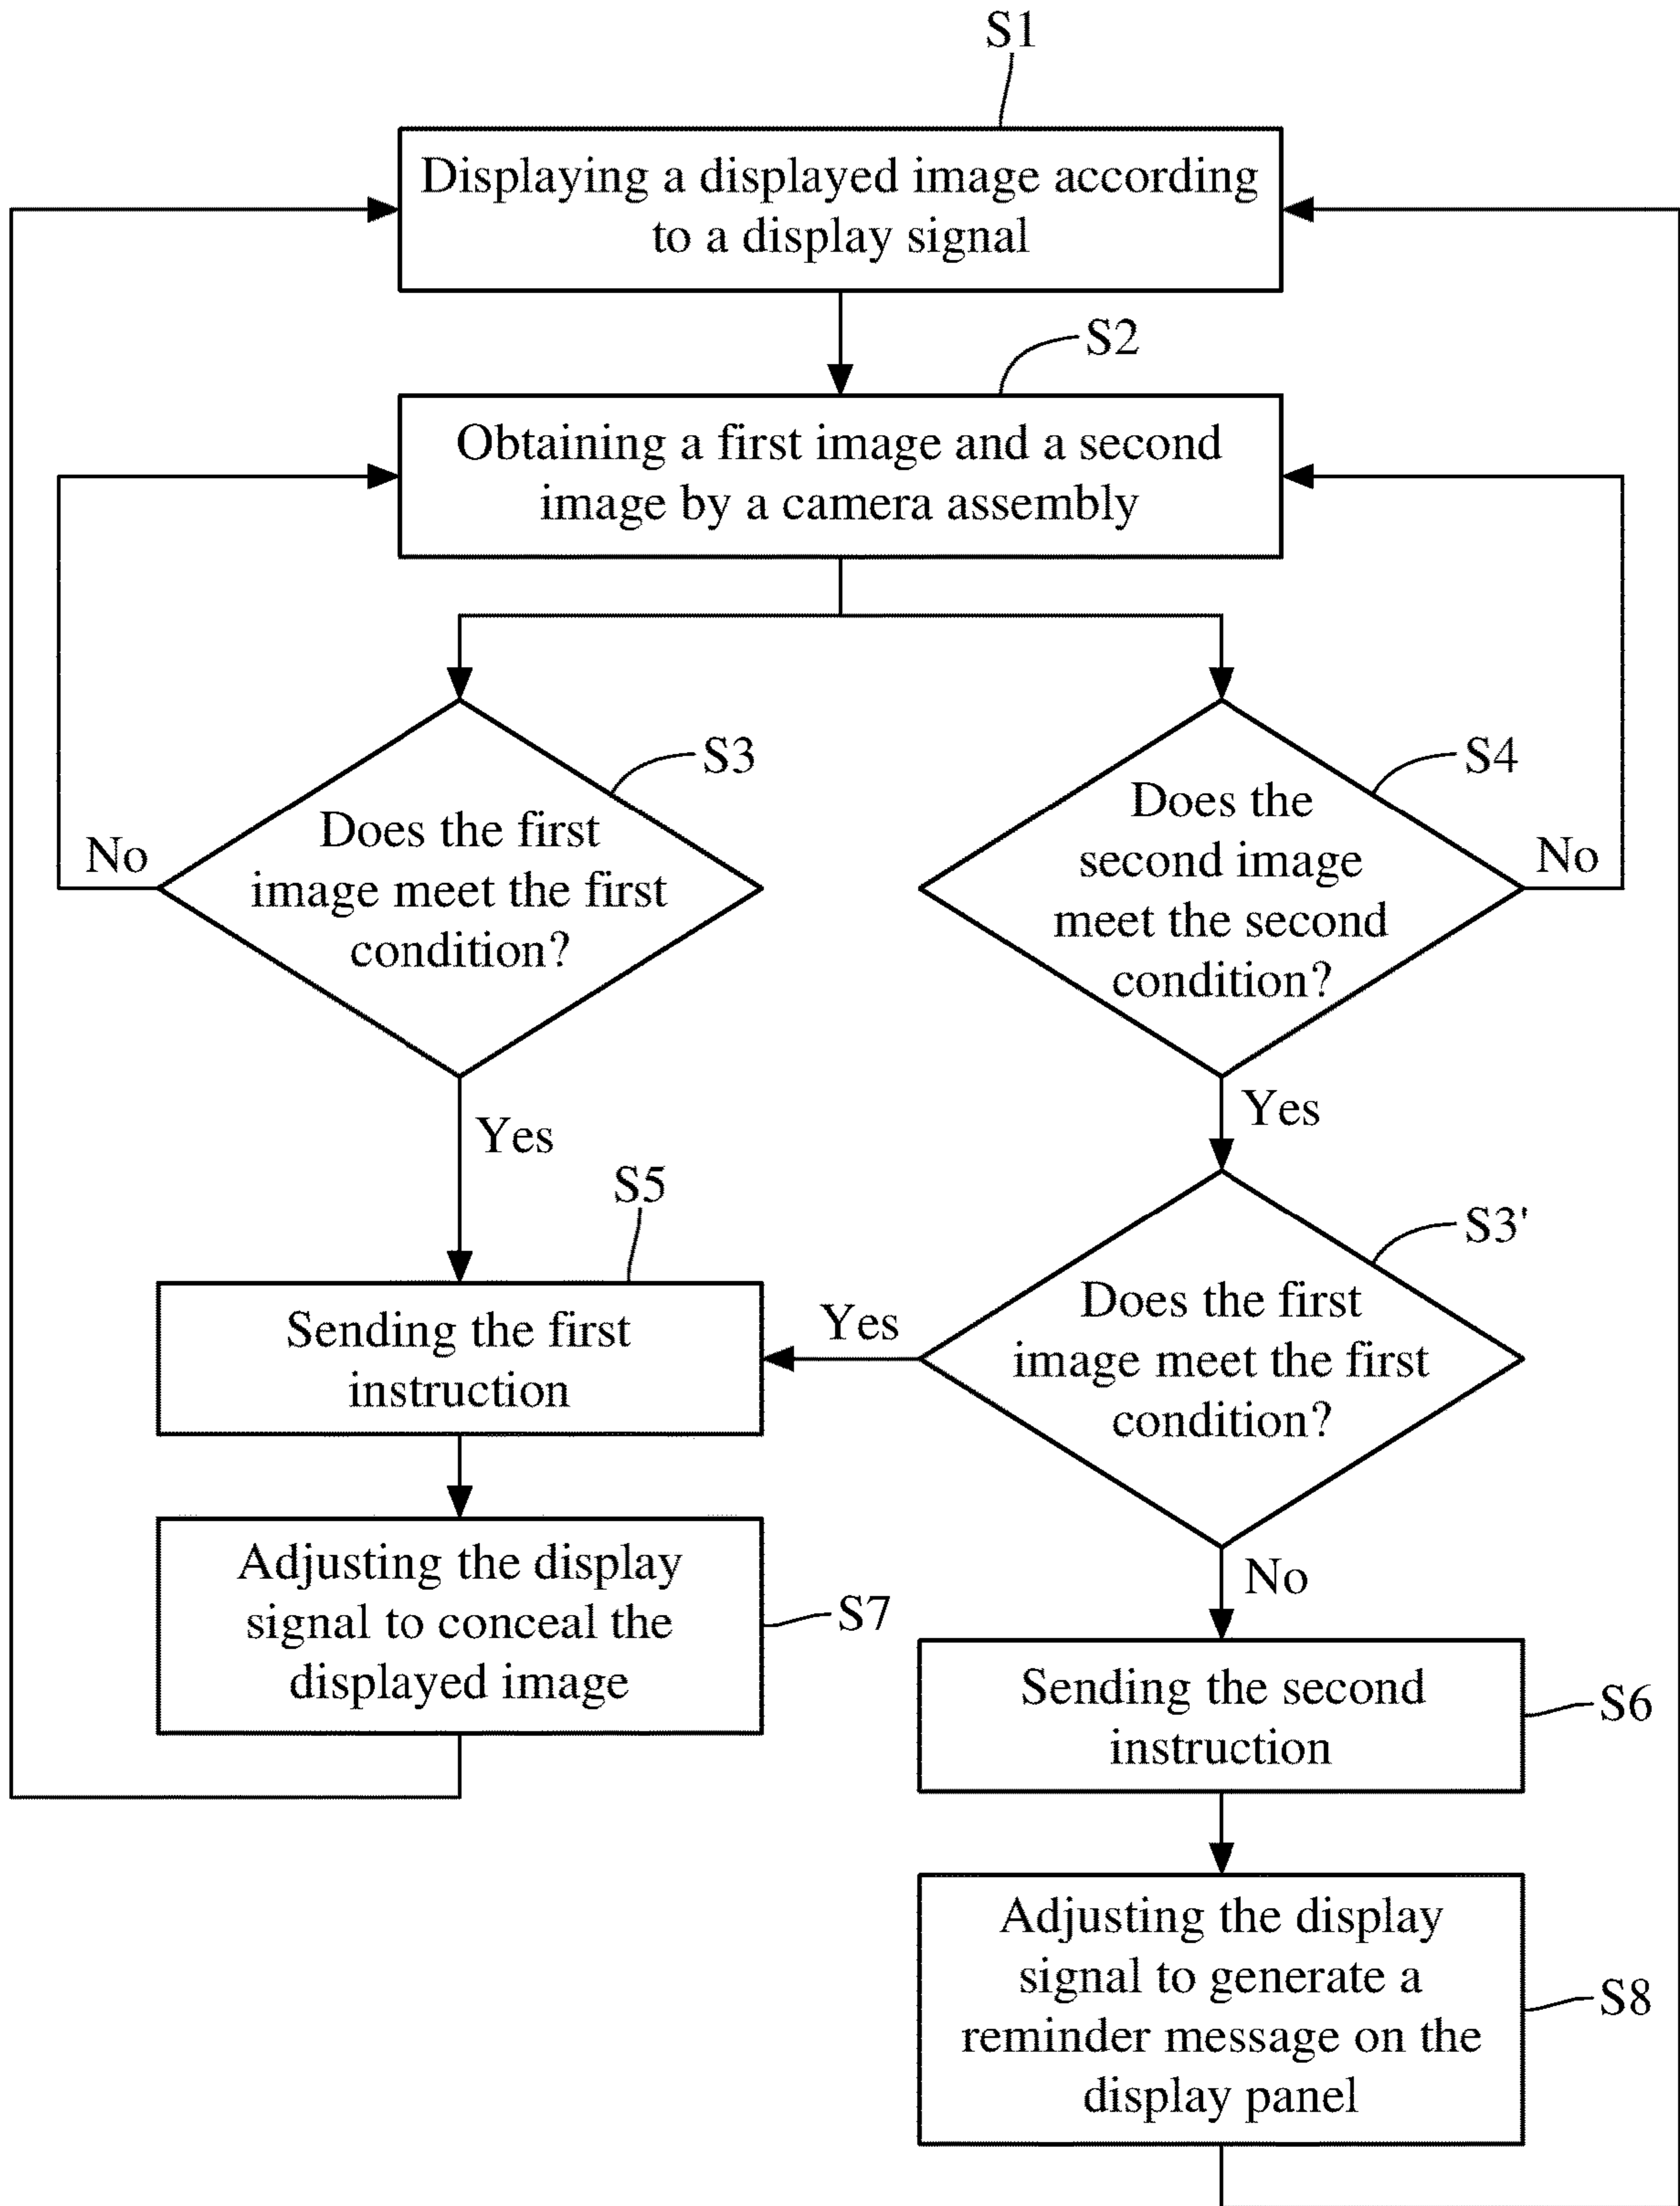 S1
Displaying a displayed image according
to a display signal
S2
Obtaining a first image and a second
image by a camera assembly
S3
Does the first
image meet the first
condition?
No
Yes
S4
Does the
second image
meet the second
condition?
No
Yes
S3'
Does the first
image meet the first
condition?
Yes
No
S5
Sending the first
instruction
Adjusting the display
signal to conceal the
displayed image
S7
Sending the second
instruction
S6
Adjusting the display
signal to generate a
reminder message on the
display panel
S8